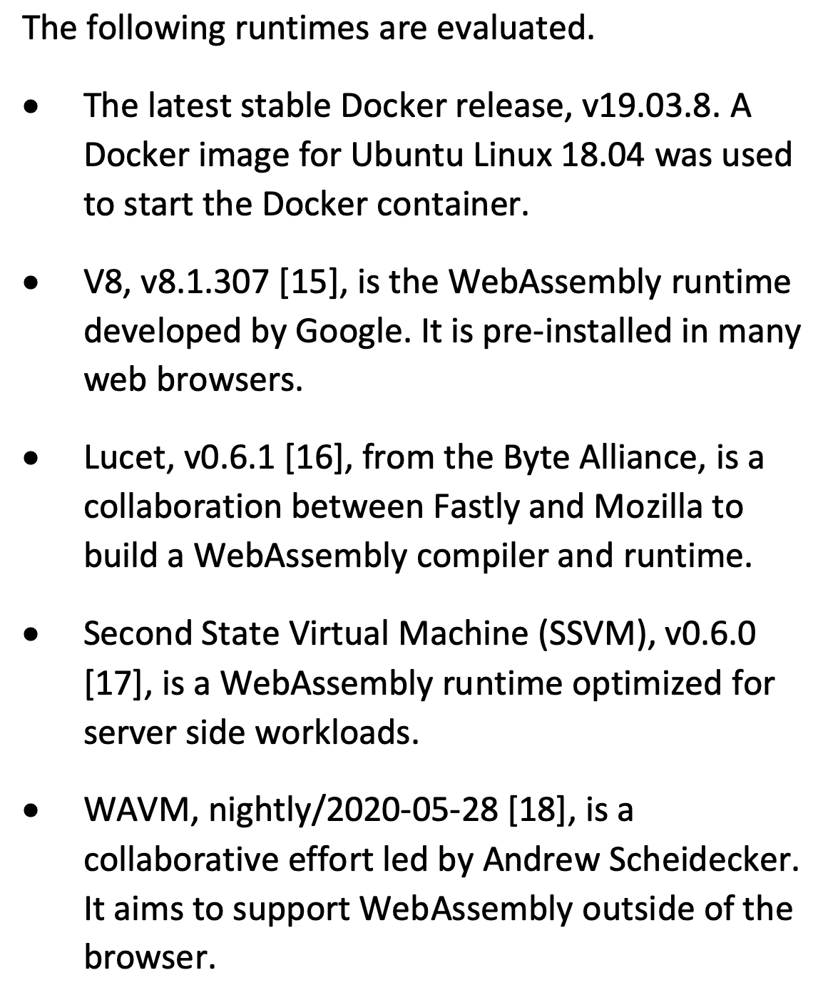 The following runtimes are evaluated.
• The latest stable Docker release, v19.03.8. A
Docker image for Ubuntu Linux 18.04 was used
to start the Docker container.
• V8, v8.1.307 [15], is the WebAssembly runtime
developed by Google. It is pre-installed in many
web browsers.
• Lucet, v0.6.1 [16], from the Byte Alliance, is a
collaboration between Fastly and Mozilla to
build a WebAssembly compiler and runtime.
• Second State Virtual Machine (SSVM), v0.6.0
[17], is a WebAssembly runtime optimized for
server side workloads.
• WAVM, nightly/2020-05-28 [18], is a
collaborative effort led by Andrew Scheidecker.
It aims to support WebAssembly outside of the
browser.